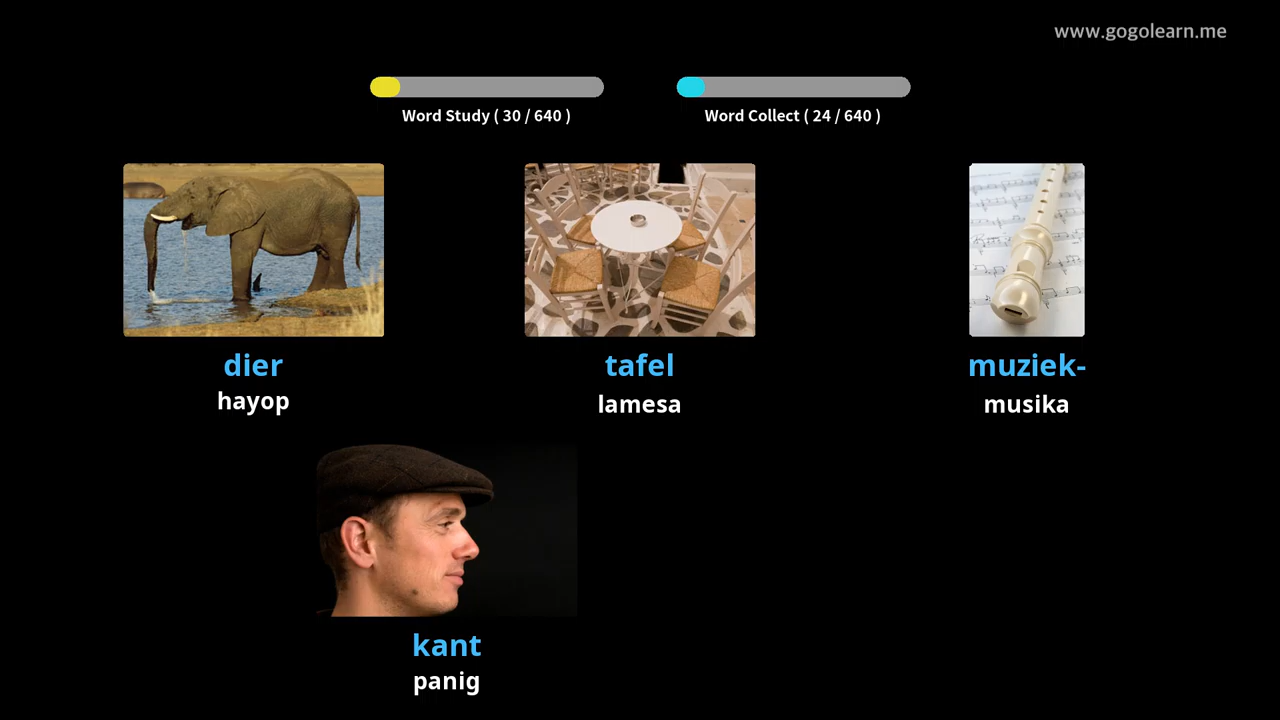 www.gogolearn.me
Word Study ( 30 / 640 )
Word Collect ( 24 / 640 )
dier
hayop
tafel
lamesa
muziek-
musika
kant
panig